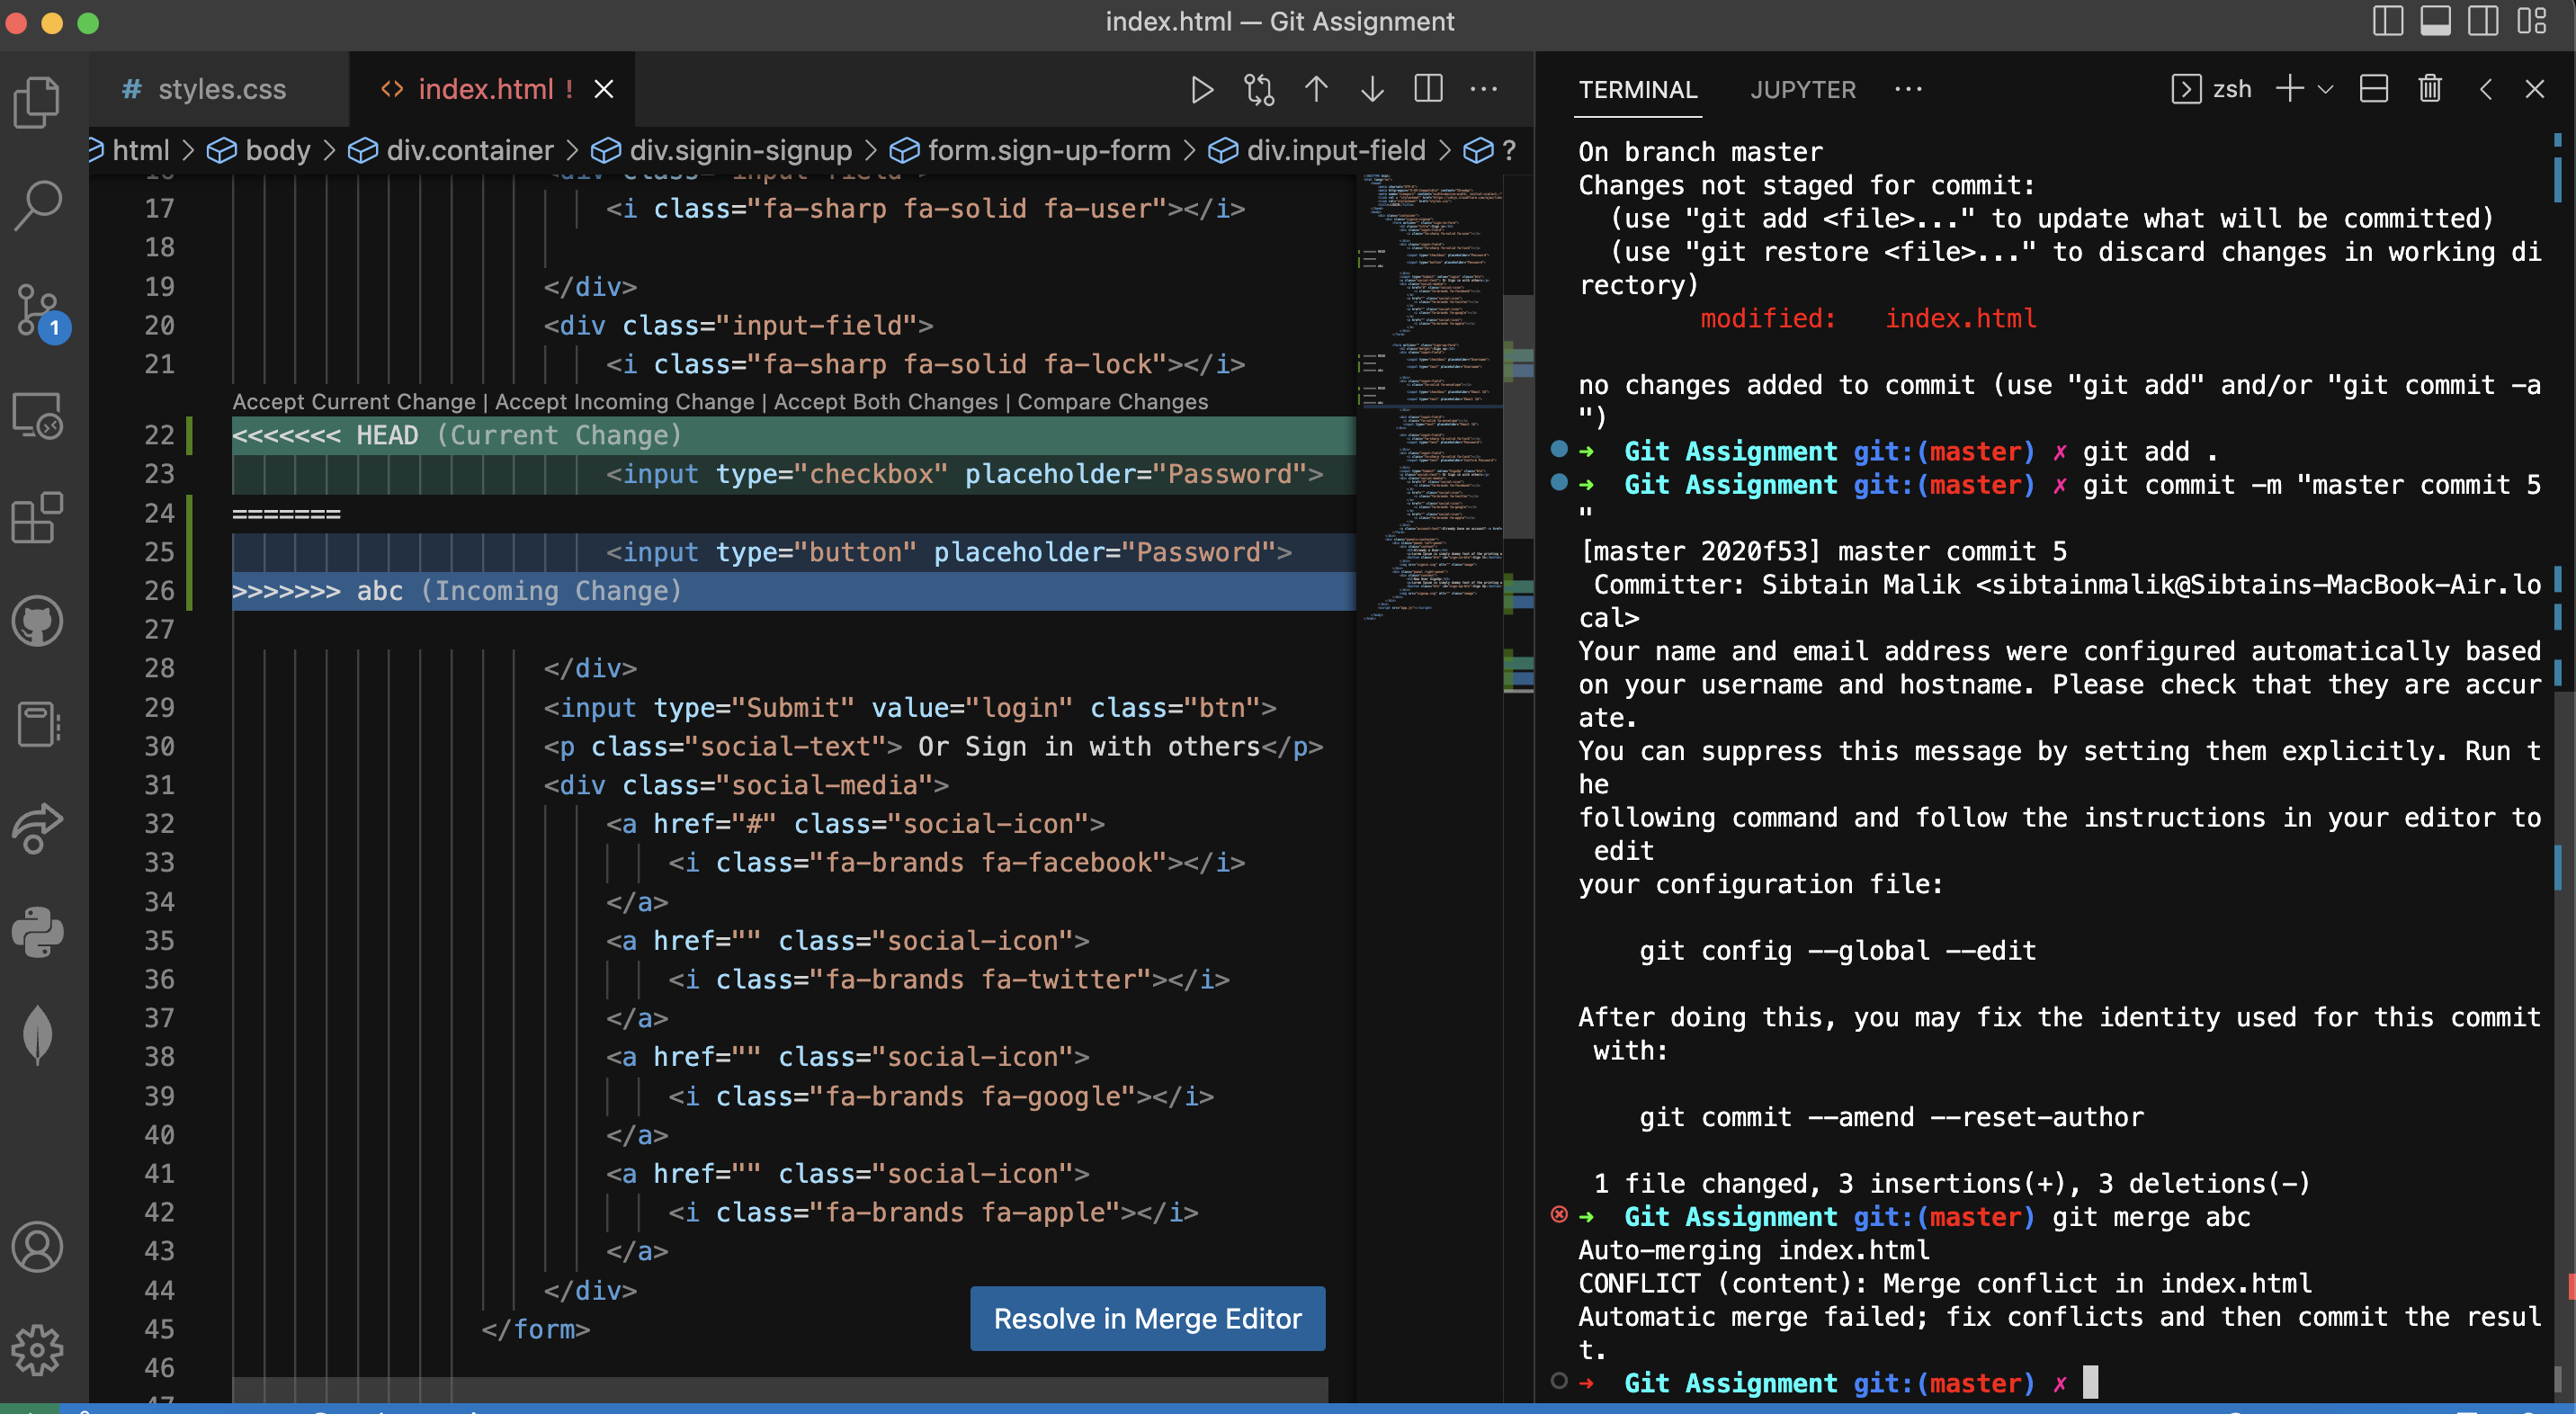 index.html — Git Assignment
# styles.css
<> index.html !
html > body > div.container > div.signin-signup > form.sign-up-form > div.input-field > ?
16 <div class="input-field">
17 <i class="fa-sharp fa-solid fa-user"></i>
18
19 </div>
20 <div class="input-field">
21 <i class="fa-sharp fa-solid fa-lock"></i>
Accept Current Change | Accept Incoming Change | Accept Both Changes | Compare Changes
22 <<<<<<< HEAD (Current Change)
23 <input type="checkbox" placeholder="Password">
24 =======
25 <input type="button" placeholder="Password">
26 >>>>>>> abc (Incoming Change)
27
28 </div>
29 <input type="Submit" value="login" class="btn">
30 <p class="social-text"> Or Sign in with others</p>
31 <div class="social-media">
32 <a href="#" class="social-icon">
33 <i class="fa-brands fa-facebook"></i>
34 </a>
35 <a href="" class="social-icon">
36 <i class="fa-brands fa-twitter"></i>
37 </a>
38 <a href="" class="social-icon">
39 <i class="fa-brands fa-google"></i>
40 </a>
41 <a href="" class="social-icon">
42 <i class="fa-brands fa-apple"></i>
43 </a>
44 </div>
45 </form>
46
47
1
Resolve in Merge Editor
TERMINAL JUPYTER ··· zsh
On branch master
Changes not staged for commit:
(use "git add <file>..." to update what will be committed)
(use "git restore <file>..." to discard changes in working di
rectory)
modified: index.html
no changes added to commit (use "git add" and/or "git commit -a
")
➜ Git Assignment git:(master) ✗ git add .
➜ Git Assignment git:(master) ✗ git commit -m "master commit 5
"
[master 2020f53] master commit 5
Committer: Sibtain Malik <sibtainmalik@Sibtains-MacBook-Air.lo
cal>
Your name and email address were configured automatically based
on your username and hostname. Please check that they are accur
ate.
You can suppress this message by setting them explicitly. Run t
he
following command and follow the instructions in your editor to
edit
your configuration file:
git config --global --edit
After doing this, you may fix the identity used for this commit
with:
git commit --amend --reset-author
1 file changed, 3 insertions(+), 3 deletions(-)
➜ Git Assignment git:(master) git merge abc
Auto-merging index.html
CONFLICT (content): Merge conflict in index.html
Automatic merge failed; fix conflicts and then commit the resul
t.
➜ Git Assignment git:(master) ✗